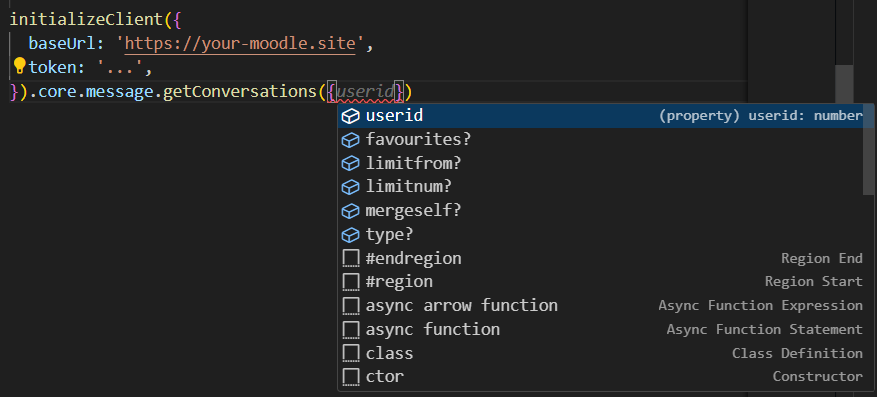 initializeClient({
baseUrl: 'https://your-moodle.site',
token: '...',
}).core.message.getConversations({userid})
userid (property) userid: number
favourites?
limitfrom?
limitnum?
mergeself?
type?
#endregion Region End
#region Region Start
async arrow function Async Function Expression
async function Async Function Statement
class Class Definition
ctor Constructor